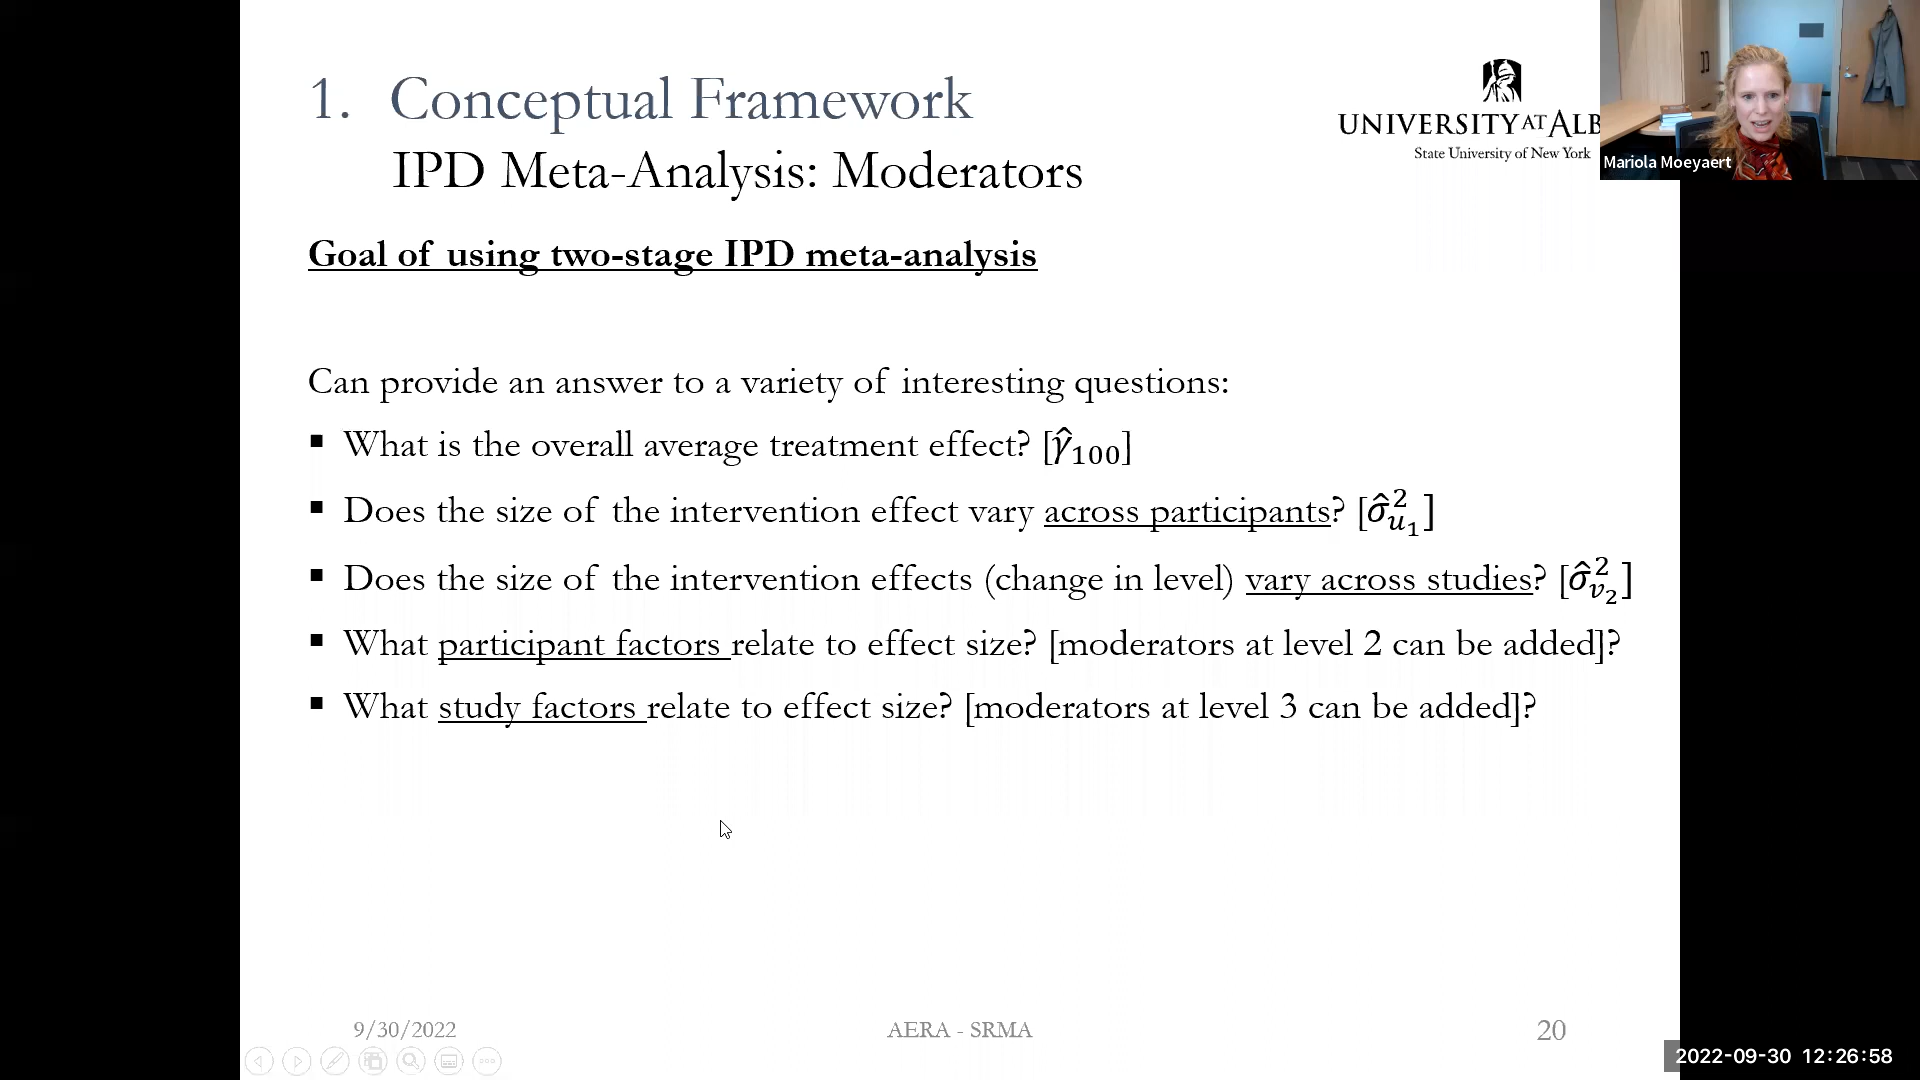 1. Conceptual Framework
IPD Meta-Analysis: Moderators
UNIVERSITY AT ALB
State University of New York
Mariola Moeyaert
Goal of using two-stage IPD meta-analysis
Can provide an answer to a variety of interesting questions:
▪ What is the overall average treatment effect? [γ̂₁₀₀]
▪ Does the size of the intervention effect vary across participants? [σ̂²ᵤ₁]
▪ Does the size of the intervention effects (change in level) vary across studies? [σ̂²ᵥ₂]
▪ What participant factors relate to effect size? [moderators at level 2 can be added]?
▪ What study factors relate to effect size? [moderators at level 3 can be added]?
9/30/2022
AERA - SRMA
20
2022-09-30 12:26:58